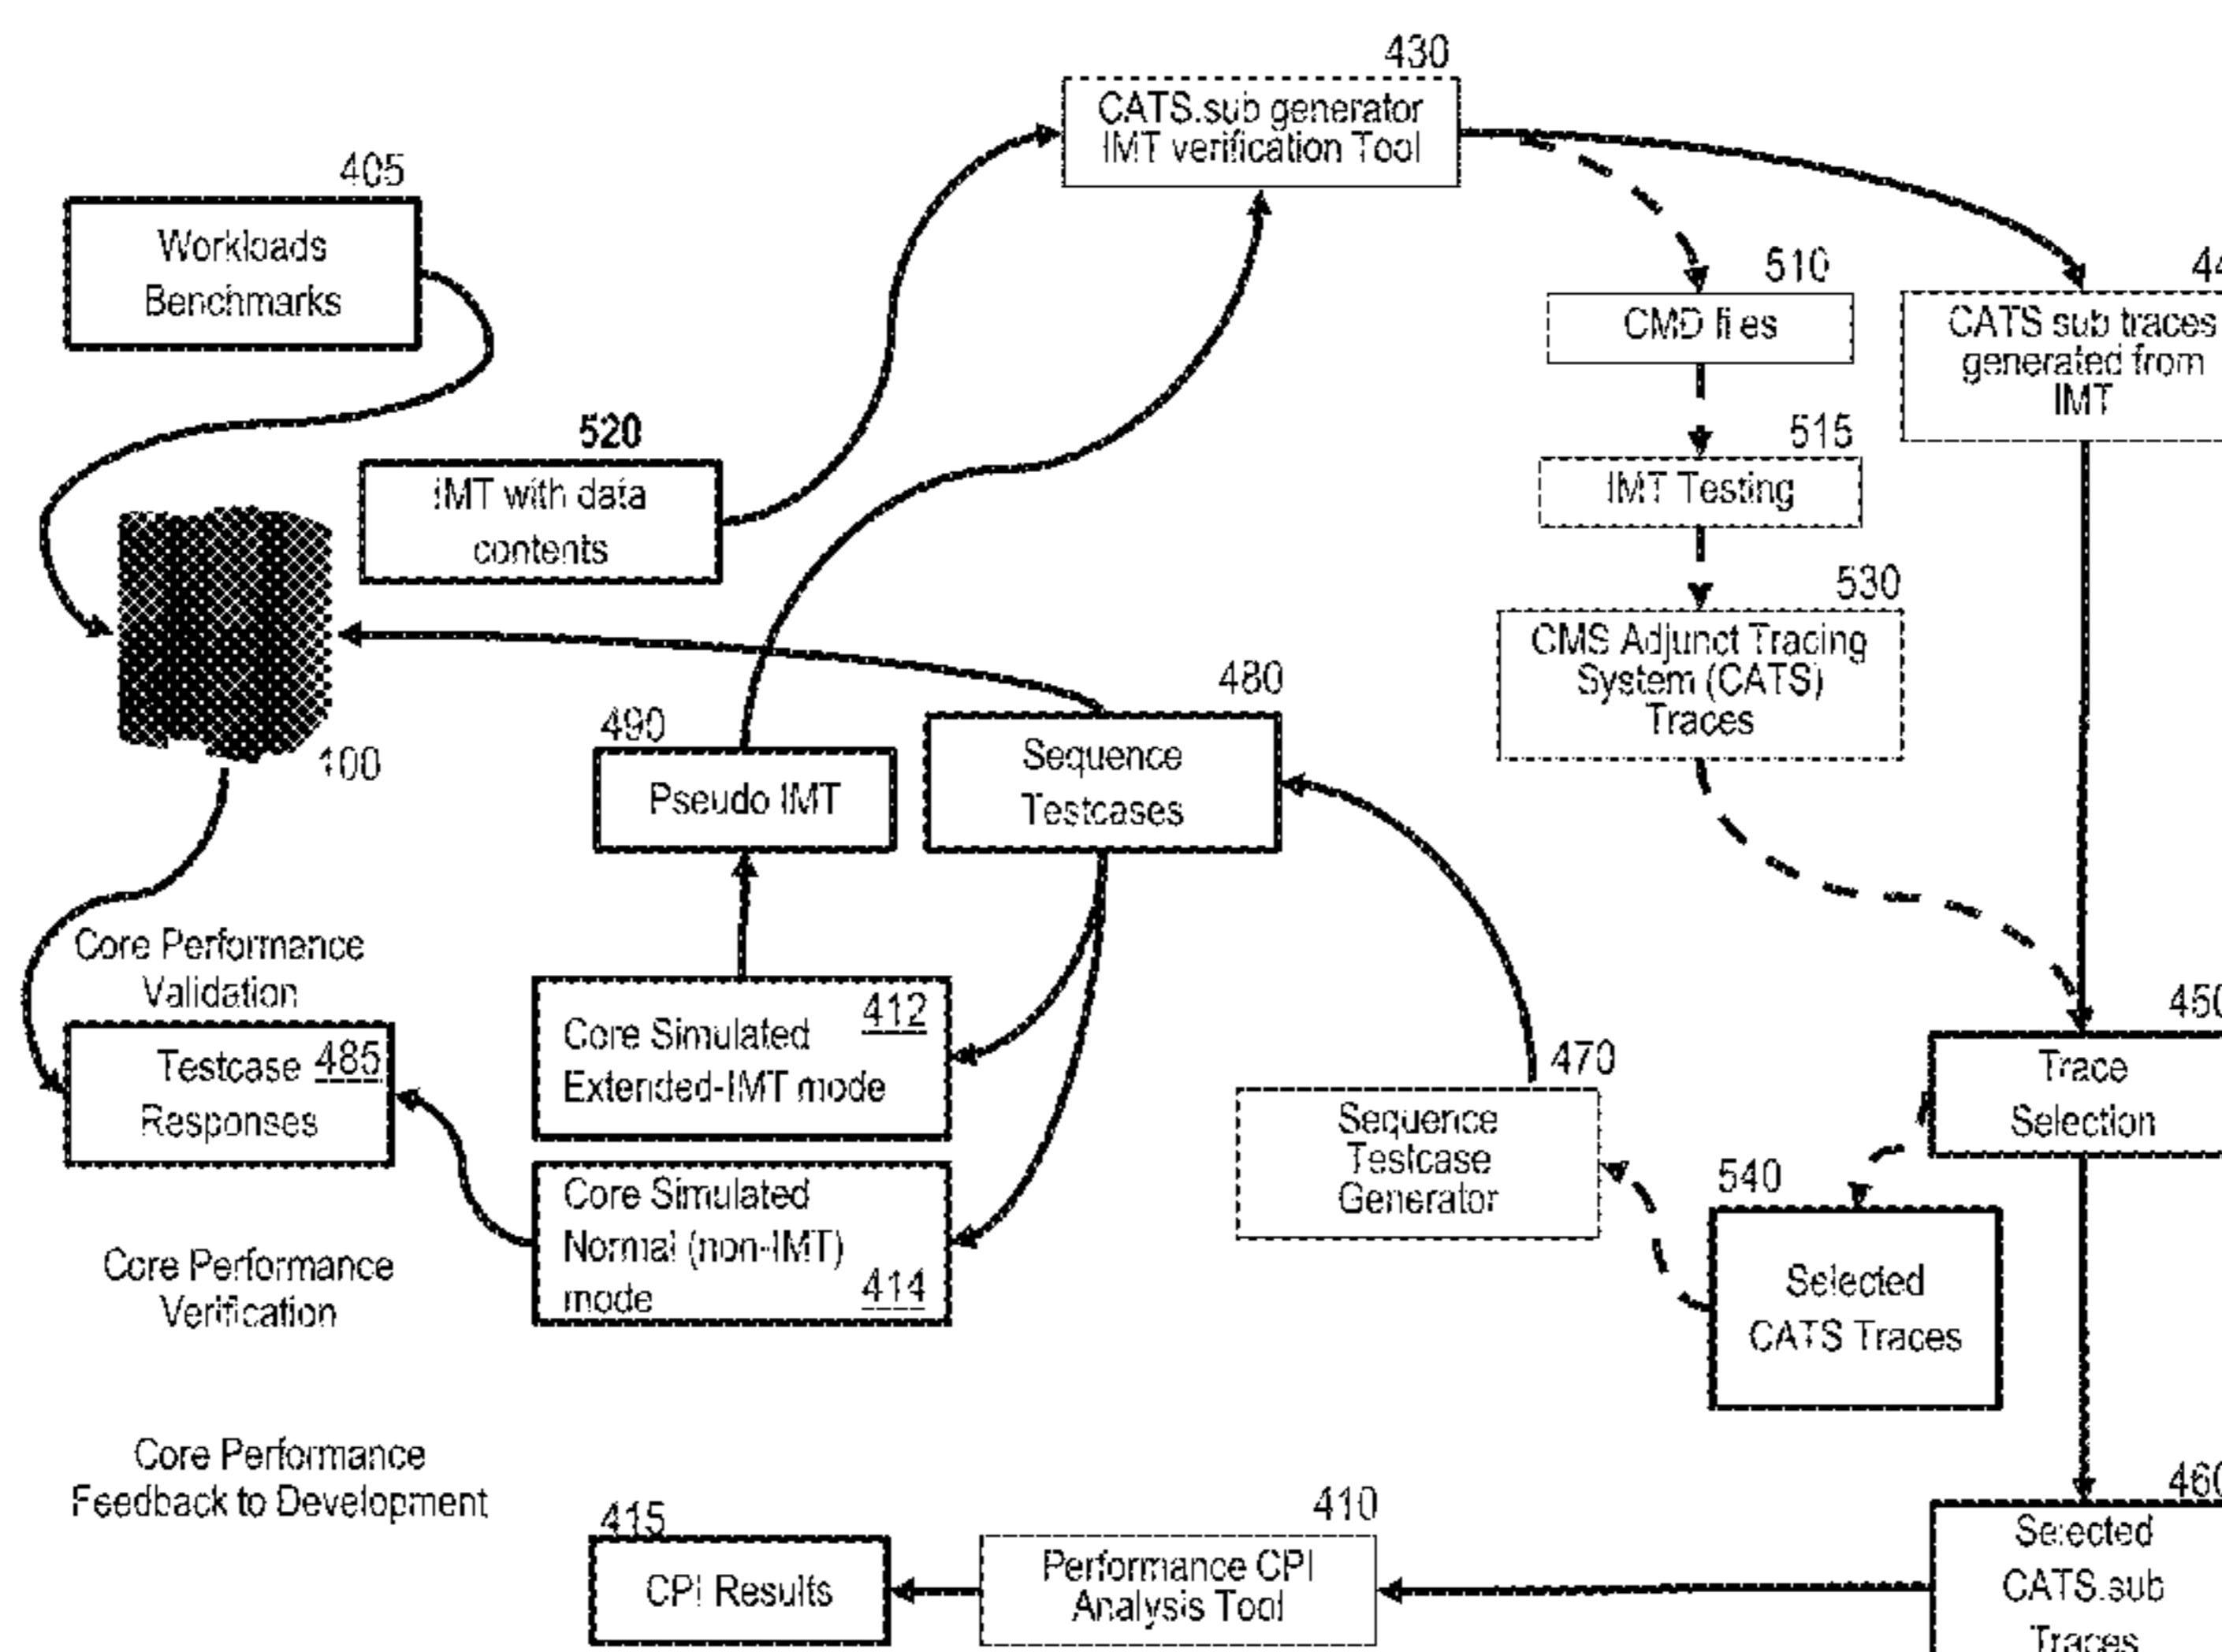 430
CATS.sub generator
IMT verification Tool
405
Workloads
Benchmarks
510
CMD files
44
CATS sub traces
generated from
IMT
520
IMT with data
contents
515
IMT Testing
530
CMS Adjunct Tracing
System (CATS)
Traces
100
490
Pseudo IMT
480
Sequence
Testcases
Core Performance
Validation
Testcase 485
Responses
412
Core Simulated
Extended-IMT mode
Core Simulated
Normal (non-IMT)
mode 414
470
Sequence
Testcase
Generator
450
Trace
Selection
540
Selected
CATS Traces
Core Performance
Verification
Core Performance
Feedback to Development
415
CPI Results
410
Performance CPI
Analysis Tool
460
Selected
CATS.sub
Traces